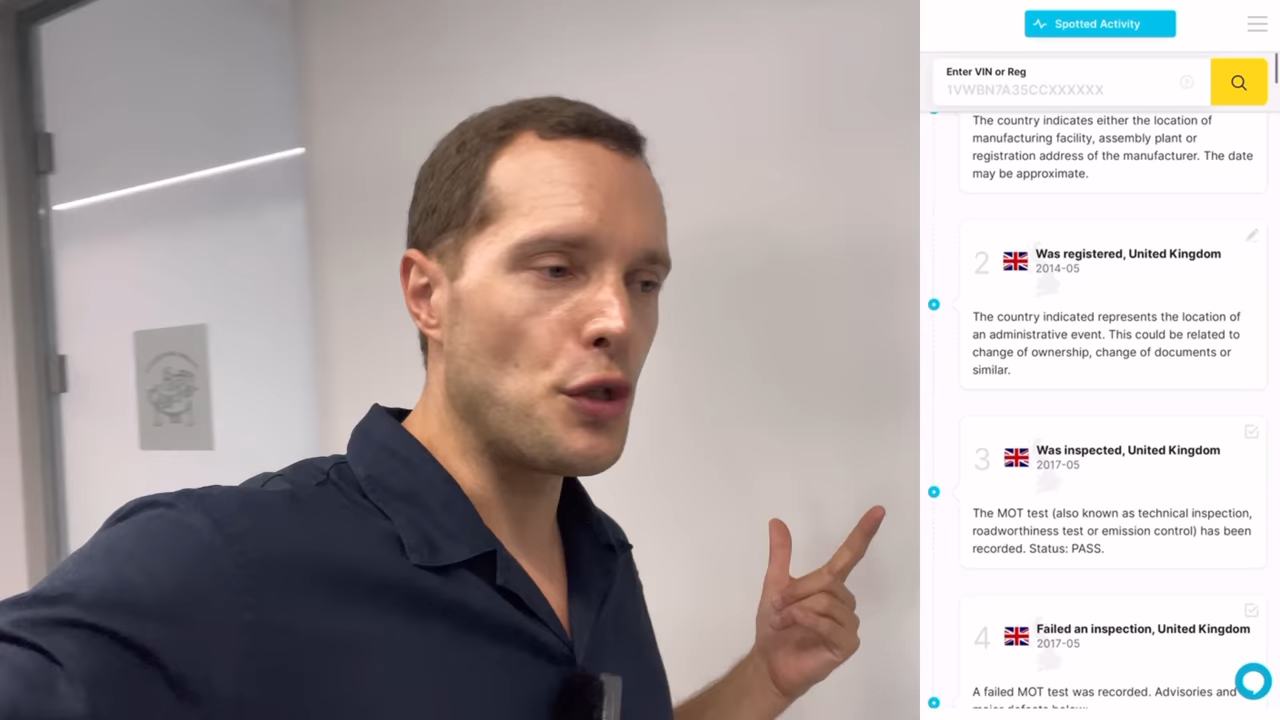 Spotted Activity
Enter VIN or Reg
1VWBN7A35CCXXXXXX
The country indicates either the location of
manufacturing facility, assembly plant or
registration address of the manufacturer. The date
may be approximate.
2
Was registered, United Kingdom
2014-05
The country indicated represents the location of
an administrative event. This could be related to
change of ownership, change of documents or
similar.
3
Was inspected, United Kingdom
2017-05
The MOT test (also known as technical inspection,
roadworthiness test or emission control) has been
recorded. Status: PASS.
4
Failed an inspection, United Kingdom
2017-05
A failed MOT test was recorded. Advisories and